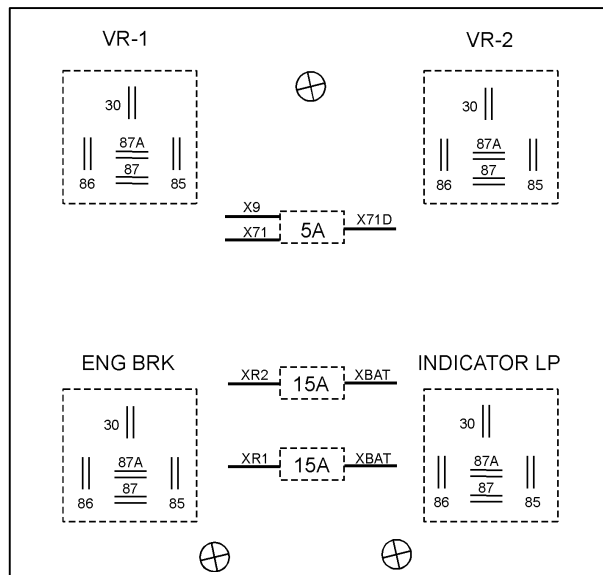 VR-1 VR-2
30 30
87A 87A
87 87
86 85 86 85
X9
X71 5A X71D
ENG BRK INDICATOR LP
XR2 15A XBAT
30 30
87A XR1 15A XBAT 87A
87 87
86 85 86 85